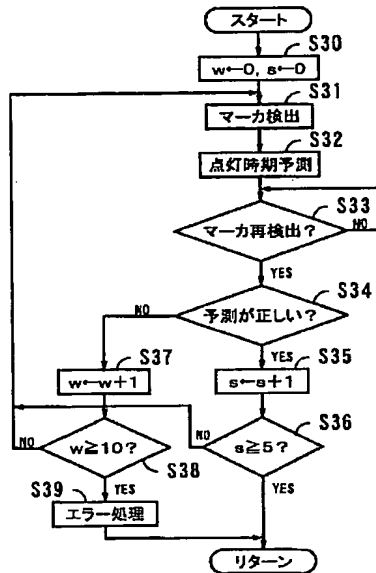 スタート
S30
w←0, s←0
S31
マーカ検出
S32
点灯時期予測
S33
マーカ再検出？
NO
YES
S34
予測が正しい？
NO
YES
S37
w←w+1
S35
s←s+1
S36
w≧10？
NO
S38
YES
s≧5？
NO
YES
S39
エラー処理
リターン